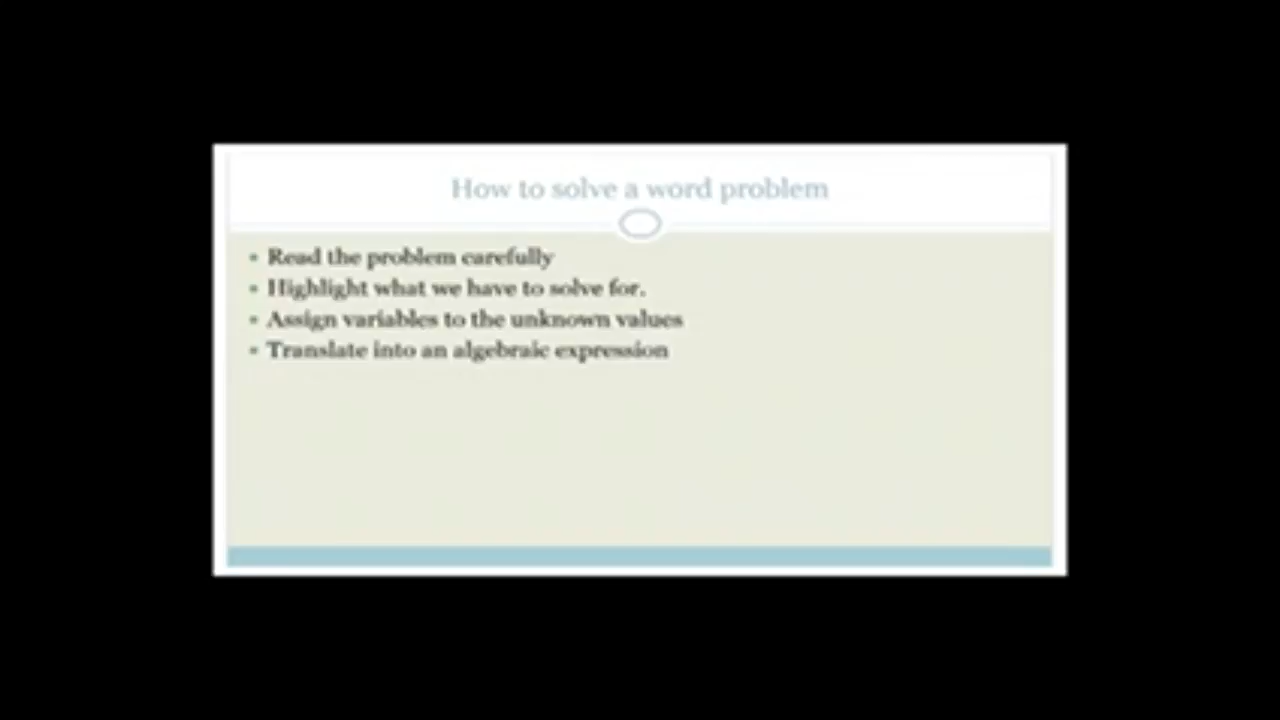 How to solve a word problem
• Read the problem carefully
• Highlight what we have to solve for.
• Assign variables to the unknown values
• Translate into an algebraic expression